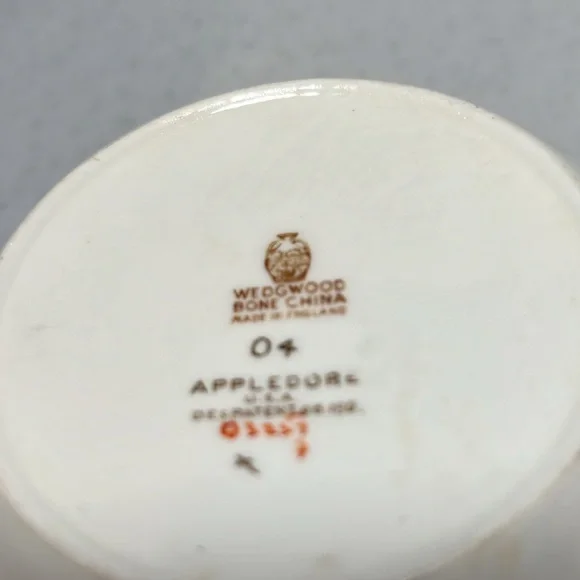 WEDGWOOD
BONE CHINA
MADE IN ENGLAND
04
APPLEDORE
U.S.A.